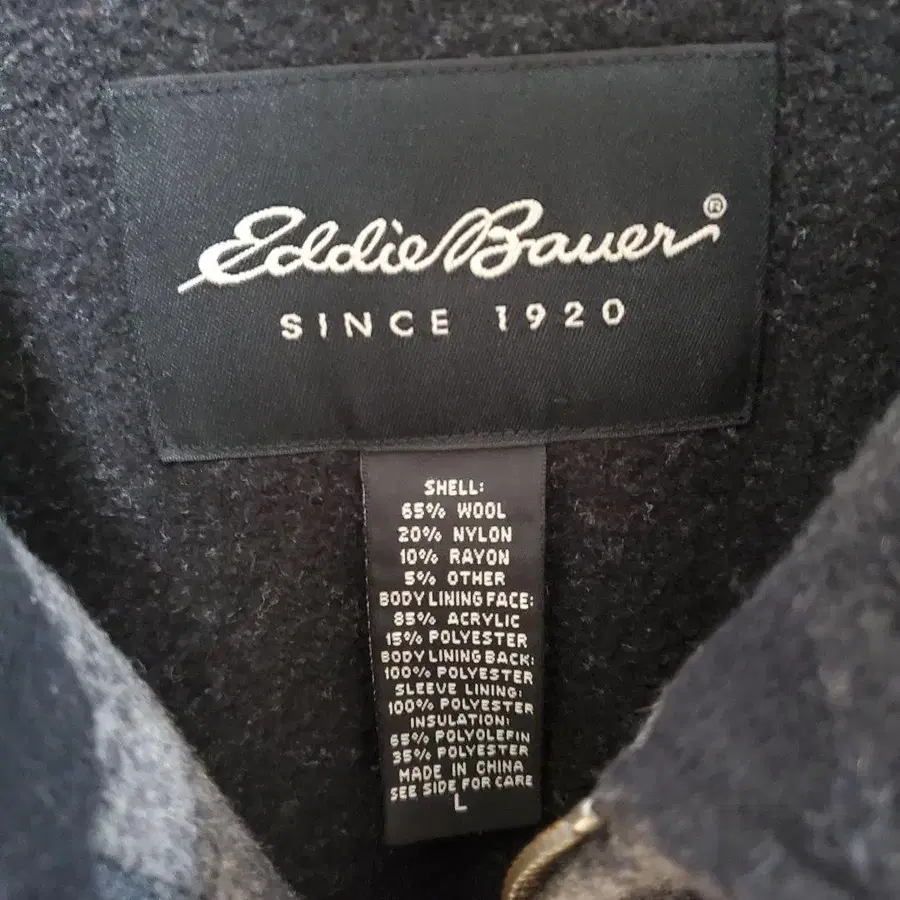 Eddie Bauer®
SINCE 1920
SHELL:
65% WOOL
20% NYLON
10% RAYON
5% OTHER
BODY LINING FACE:
85% ACRYLIC
15% POLYESTER
BODY LINING BACK:
100% POLYESTER
SLEEVE LINING:
100% POLYESTER
INSULATION:
65% POLYOLEFIN
35% POLYESTER
MADE IN CHINA
SEE SIDE FOR CARE
L